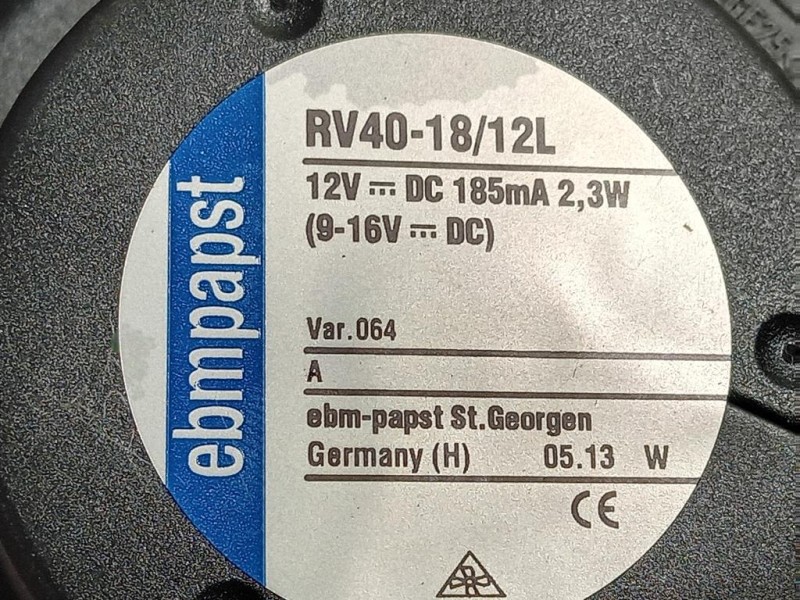 ebmpapst
RV40-18/12L
12V ⎓ DC 185mA 2,3W
(9-16V ⎓ DC)
Var.064
A
ebm-papst St.Georgen
Germany (H) 05.13 W
CE